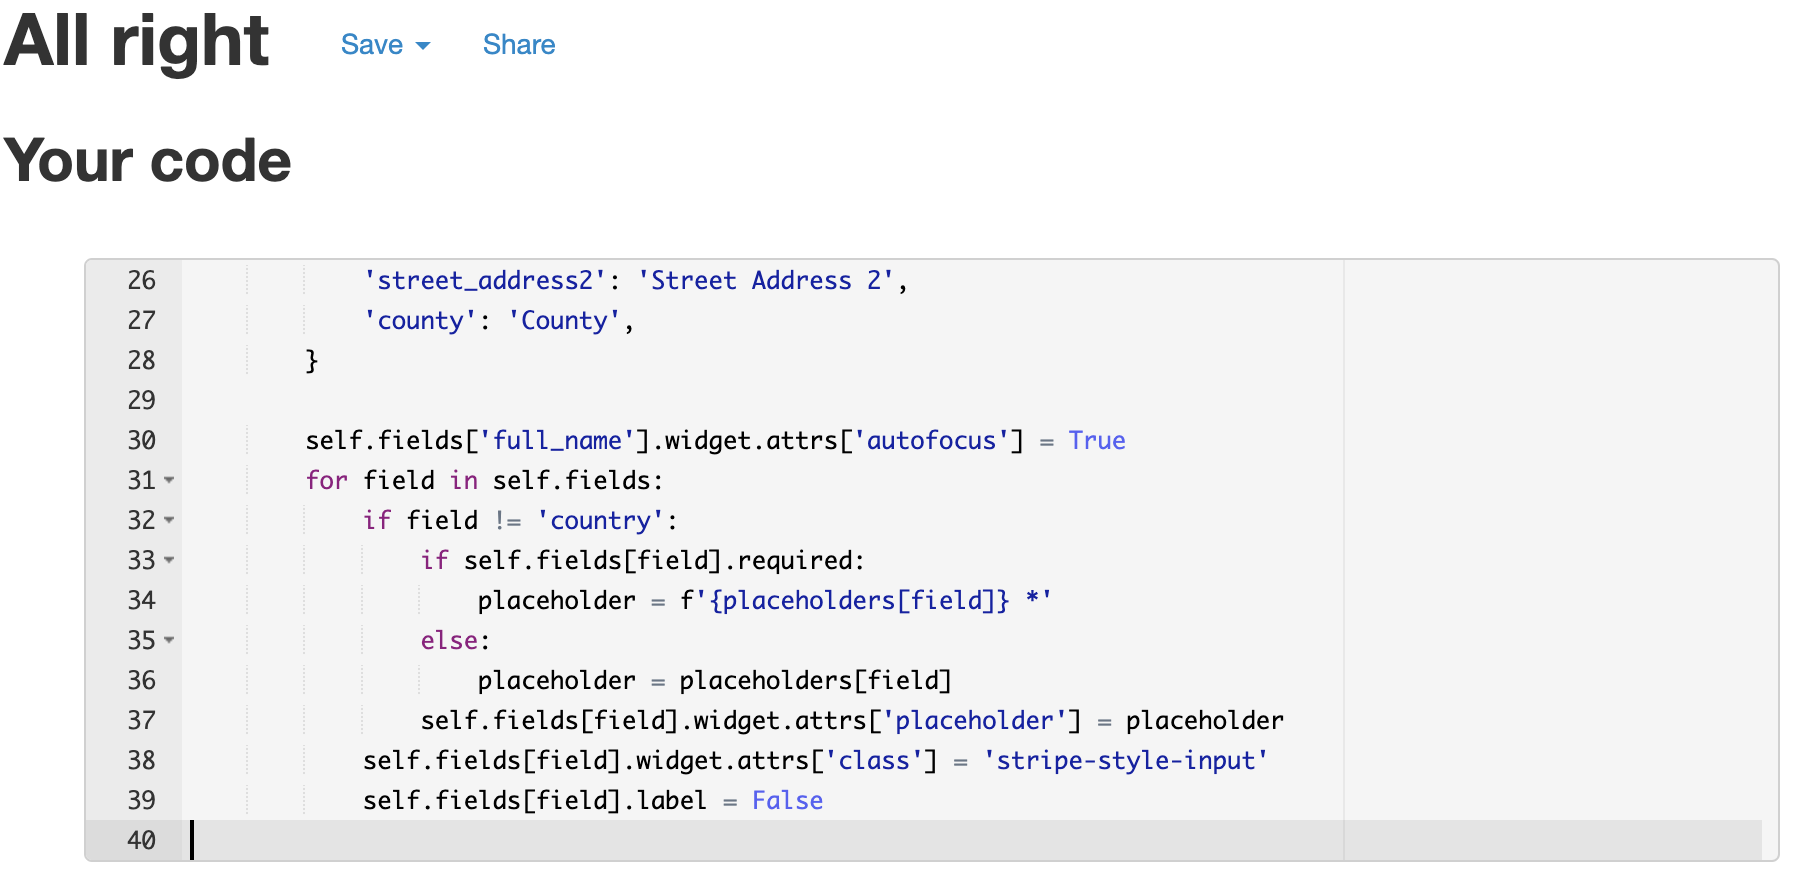 All right Save Share
Your code
26 'street_address2': 'Street Address 2',
27 'county': 'County',
28 }
29
30 self.fields['full_name'].widget.attrs['autofocus'] = True
31 for field in self.fields:
32 if field != 'country':
33 if self.fields[field].required:
34 placeholder = f'{placeholders[field]} *'
35 else:
36 placeholder = placeholders[field]
37 self.fields[field].widget.attrs['placeholder'] = placeholder
38 self.fields[field].widget.attrs['class'] = 'stripe-style-input'
39 self.fields[field].label = False
40